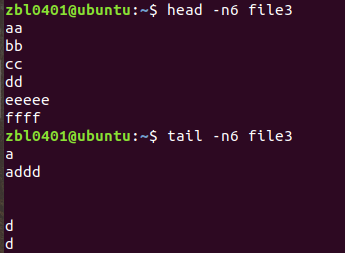 zbl0401@ubuntu:~$ head -n6 file3
aa
bb
cc
dd
eeeee
ffff
zbl0401@ubuntu:~$ tail -n6 file3
a
addd
d
d